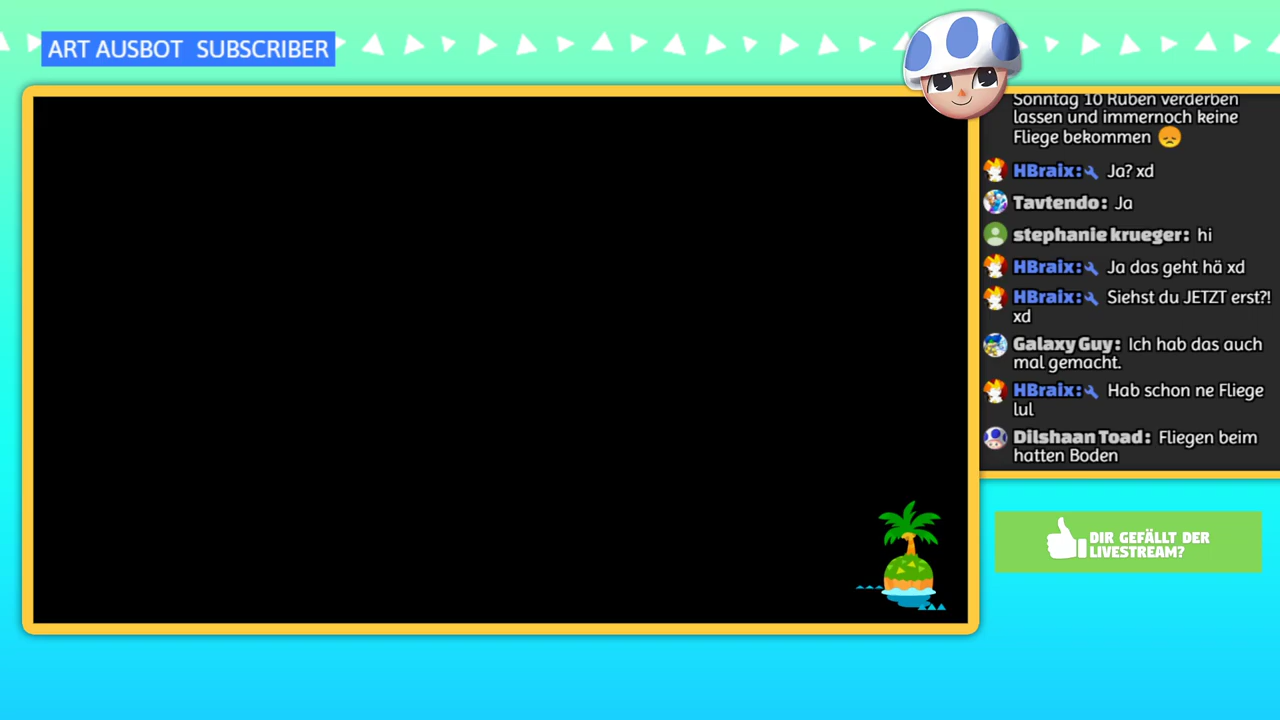 ART AUSBOT SUBSCRIBER
Sonntag 10 Rüben verderben
lassen und immernoch keine
Fliege bekommen 😞
HBraix: Ja? xd
Tavtendo: Ja
stephanie krueger: hi
HBraix: Ja das geht hä xd
HBraix: Siehst du JETZT erst?!
xd
Galaxy Guy: Ich hab das auch
mal gemacht.
HBraix: Hab schon ne Fliege
lul
Dilshaan Toad: Fliegen beim
hatten Boden
DIR GEFÄLLT DER
LIVESTREAM?